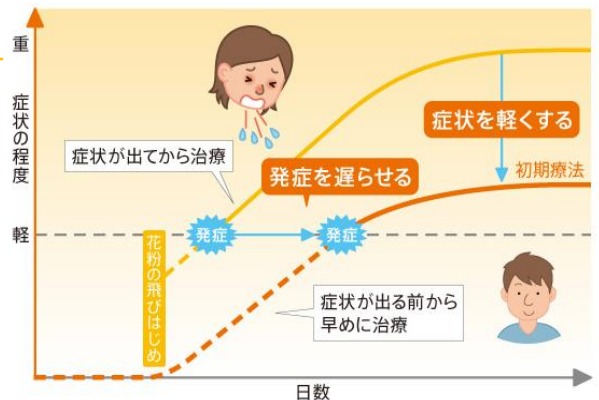 重
症状の程度
軽
症状が出てから治療
発症を遅らせる
症状を軽くする
初期療法
発症
発症
花粉の飛びはじめ
症状が出る前から
早めに治療
日数